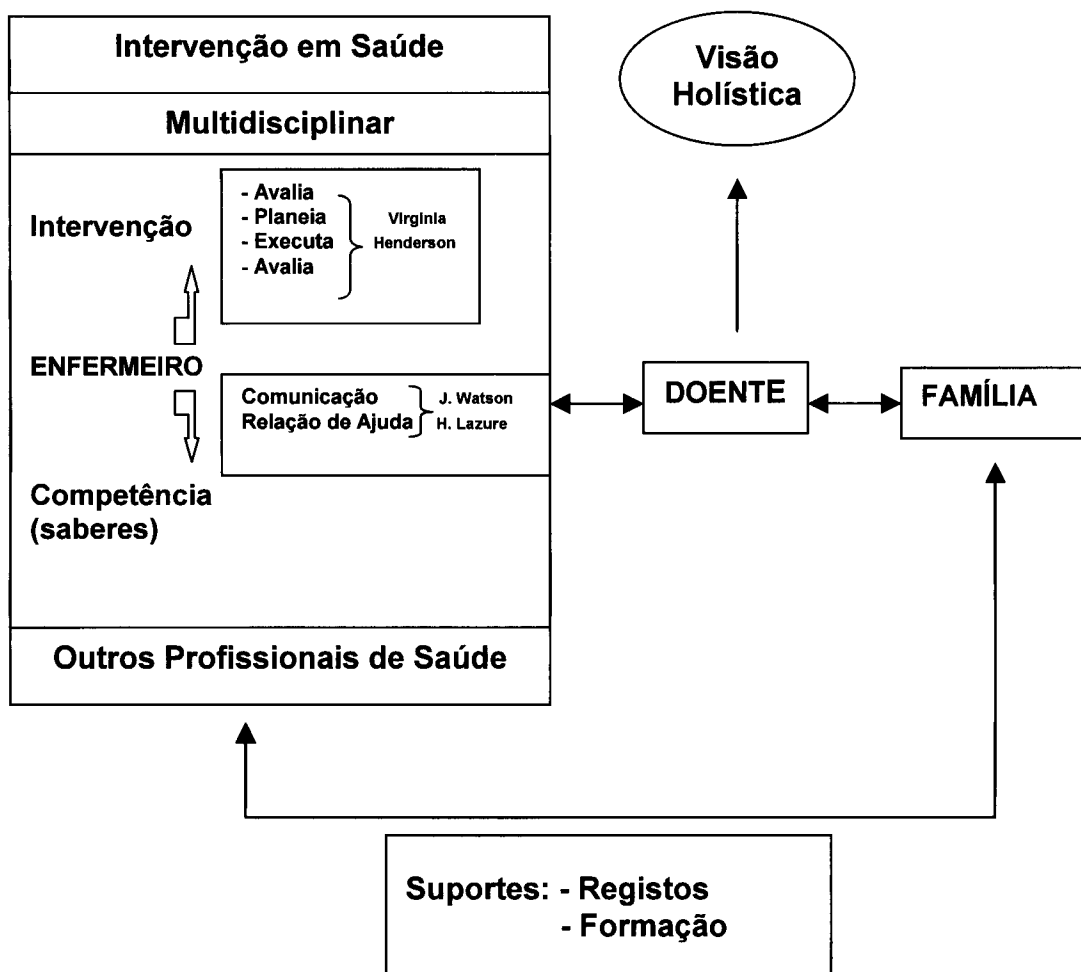 Intervenção em Saúde
Multidisciplinar
Intervenção
- Avalia
- Planeia
- Executa
- Avalia
Virginia
Henderson
ENFERMEIRO
Comunicação
Relação de Ajuda
J. Watson
H. Lazure
Competência
(saberes)
Outros Profissionais de Saúde
Visão
Holística
DOENTE
FAMÍLIA
Suportes: - Registos
- Formação